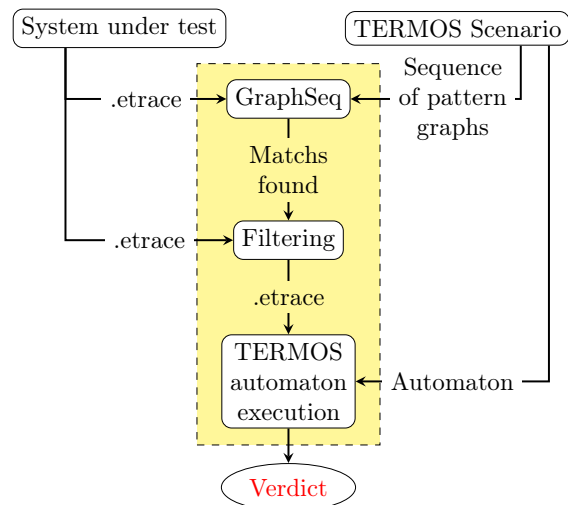 System under test
TERMOS Scenario
Sequence
of pattern
graphs
.etrace
GraphSeq
Matchs
found
.etrace
Filtering
.etrace
TERMOS
automaton
execution
Automaton
Verdict